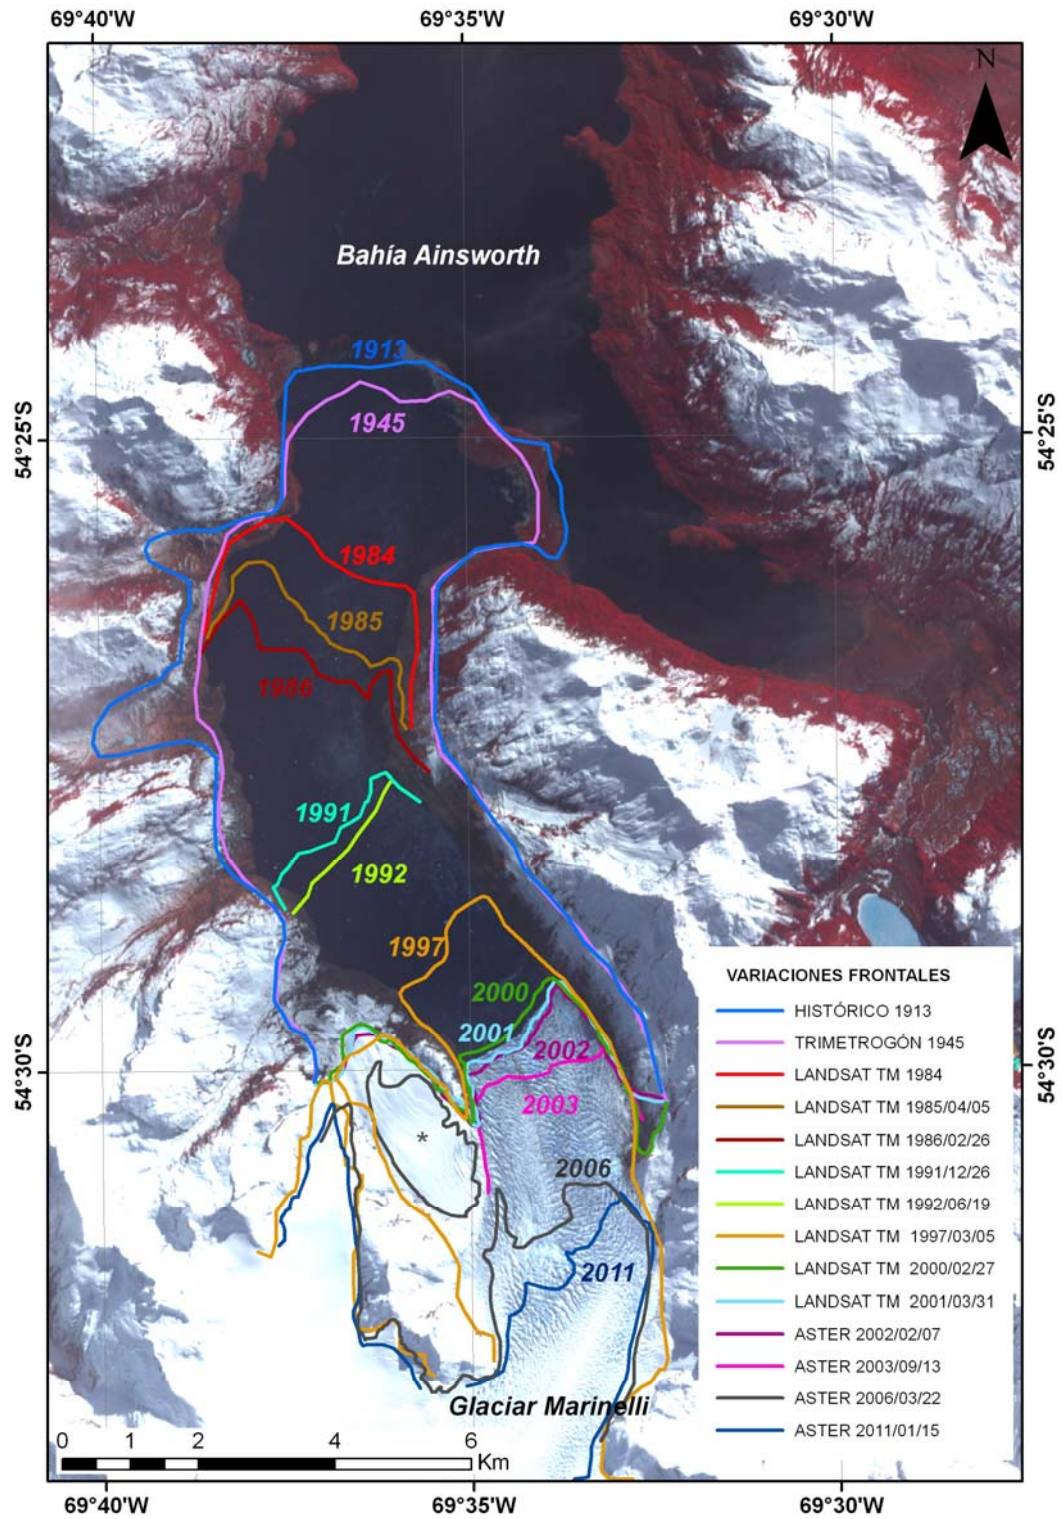 69°40'W
69°35'W
69°30'W
N
Bahía Ainsworth
1913
1945
54°25'S
54°25'S
1984
1985
1986
1991
1992
1997
2000
2001
2002
2003
54°30'S
54°30'S
*
2006
2011
Glaciar Marinelli
VARIACIONES FRONTALES
HISTÓRICO 1913
TRIMETROGÓN 1945
LANDSAT TM 1984
LANDSAT TM 1985/04/05
LANDSAT TM 1986/02/26
LANDSAT TM 1991/12/26
LANDSAT TM 1992/06/19
LANDSAT TM 1997/03/05
LANDSAT TM 2000/02/27
LANDSAT TM 2001/03/31
ASTER 2002/02/07
ASTER 2003/09/13
ASTER 2006/03/22
ASTER 2011/01/15
0 1 2 4 6
Km
69°40'W
69°35'W
69°30'W